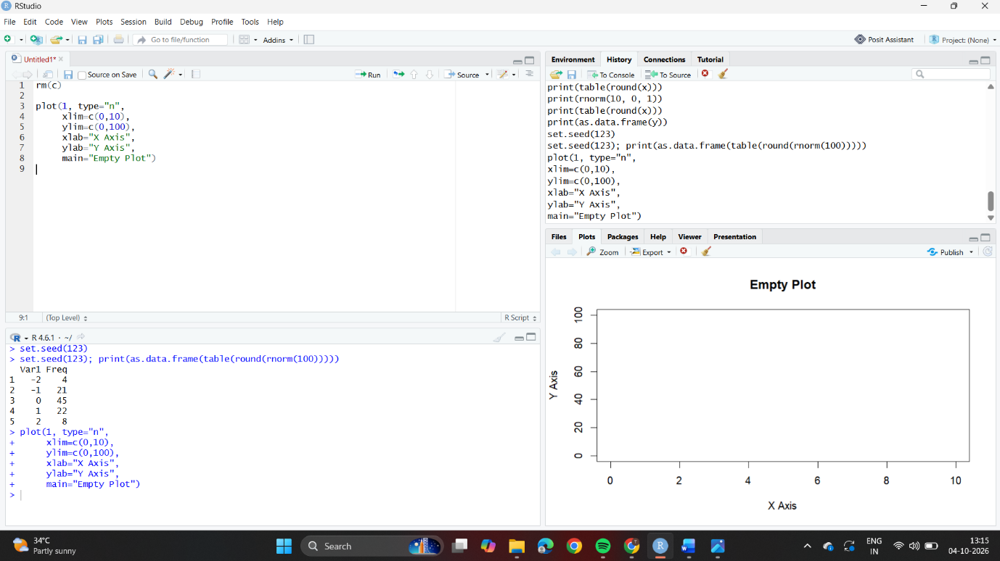 RStudio
File Edit Code View Plots Session Build Debug Profile Tools Help
Go to file/function Addins Posit Assistant Project: (None)
Untitled1*
Source on Save Run Source
1 rm(c)
2
3 plot(1, type="n",
4 xlim=c(0,10),
5 ylim=c(0,100),
6 xlab="X Axis",
7 ylab="Y Axis",
8 main="Empty Plot")
9
9:1 (Top Level) R Script
R 4.6.1 · ~/
> set.seed(123)
> set.seed(123); print(as.data.frame(table(round(rnorm(100)))))
Var1 Freq
1 -2 4
2 -1 21
3 0 45
4 1 22
5 2 8
> plot(1, type="n",
+ xlim=c(0,10),
+ ylim=c(0,100),
+ xlab="X Axis",
+ ylab="Y Axis",
+ main="Empty Plot")
>
Environment History Connections Tutorial
To Console To Source
print(table(round(x)))
print(rnorm(10, 0, 1))
print(table(round(x)))
print(as.data.frame(y))
set.seed(123)
set.seed(123); print(as.data.frame(table(round(rnorm(100)))))
plot(1, type="n",
xlim=c(0,10),
ylim=c(0,100),
xlab="X Axis",
ylab="Y Axis",
main="Empty Plot")
Files Plots Packages Help Viewer Presentation
Zoom Export Publish
Empty Plot
Y Axis
100
80
60
40
20
0
0 2 4 6 8 10
X Axis
34°C
Partly sunny
Search
ENG
IN
13:15
04-10-2026